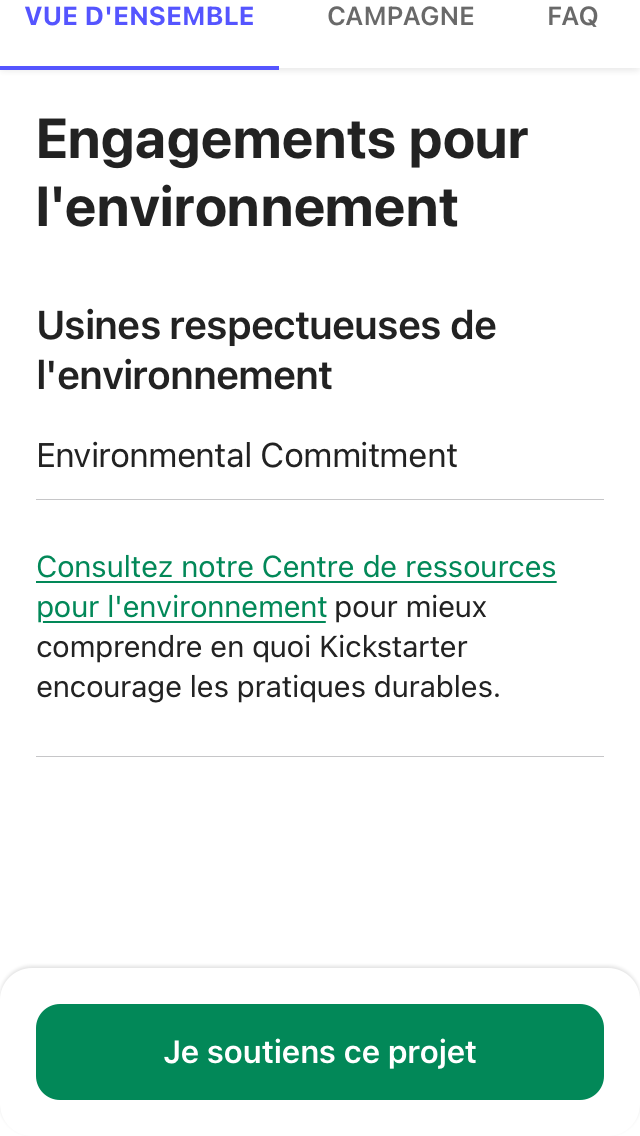 VUE D'ENSEMBLE CAMPAGNE FAQ
Engagements pour
l'environnement
Usines respectueuses de
l'environnement
Environmental Commitment
Consultez notre Centre de ressources
pour l'environnement pour mieux
comprendre en quoi Kickstarter
encourage les pratiques durables.
Je soutiens ce projet